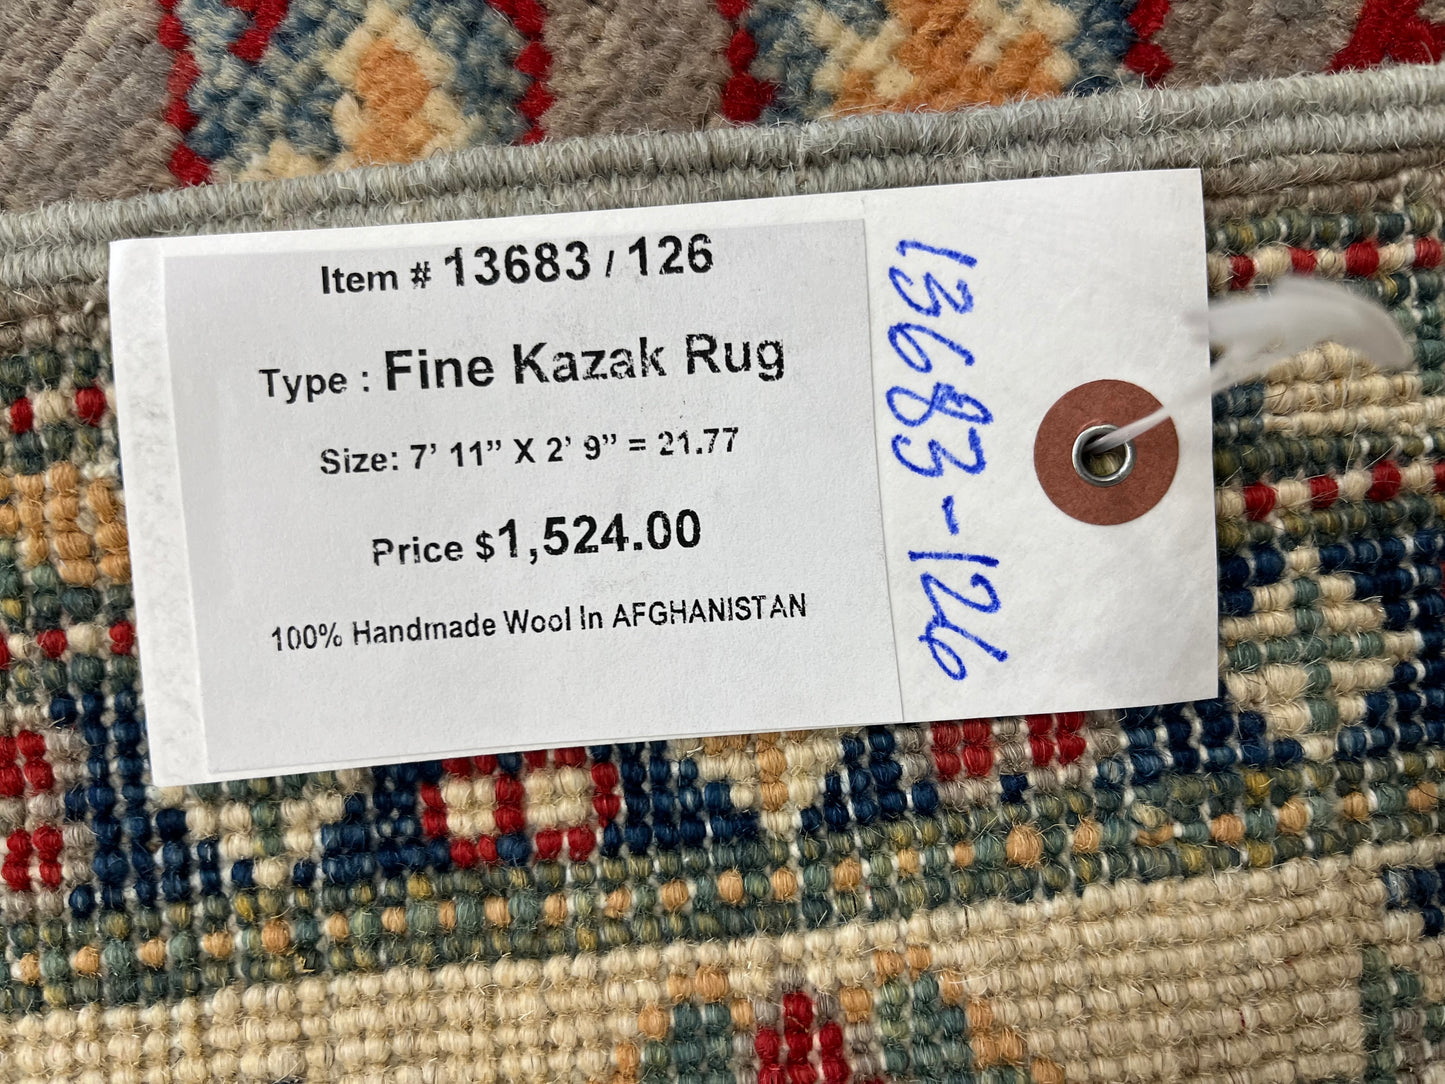 Item # 13683 / 126
Type : Fine Kazak Rug
Size: 7’ 11” X 2’ 9” = 21.77
Price $1,524.00
100% Handmade Wool In AFGHANISTAN
13683-126